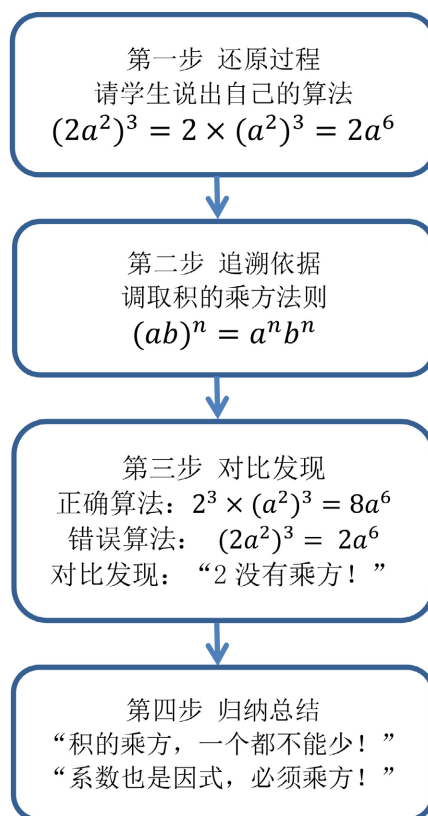 第一步 还原过程
请学生说出自己的算法
(2a²)³ = 2 × (a²)³ = 2a⁶
第二步 追溯依据
调取积的乘方法则
(ab)ⁿ = aⁿbⁿ
第三步 对比发现
正确算法：2³ × (a²)³ = 8a⁶
错误算法： (2a²)³ = 2a⁶
对比发现：“2 没有乘方！”
第四步 归纳总结
“积的乘方，一个都不能少！”
“系数也是因式，必须乘方！”